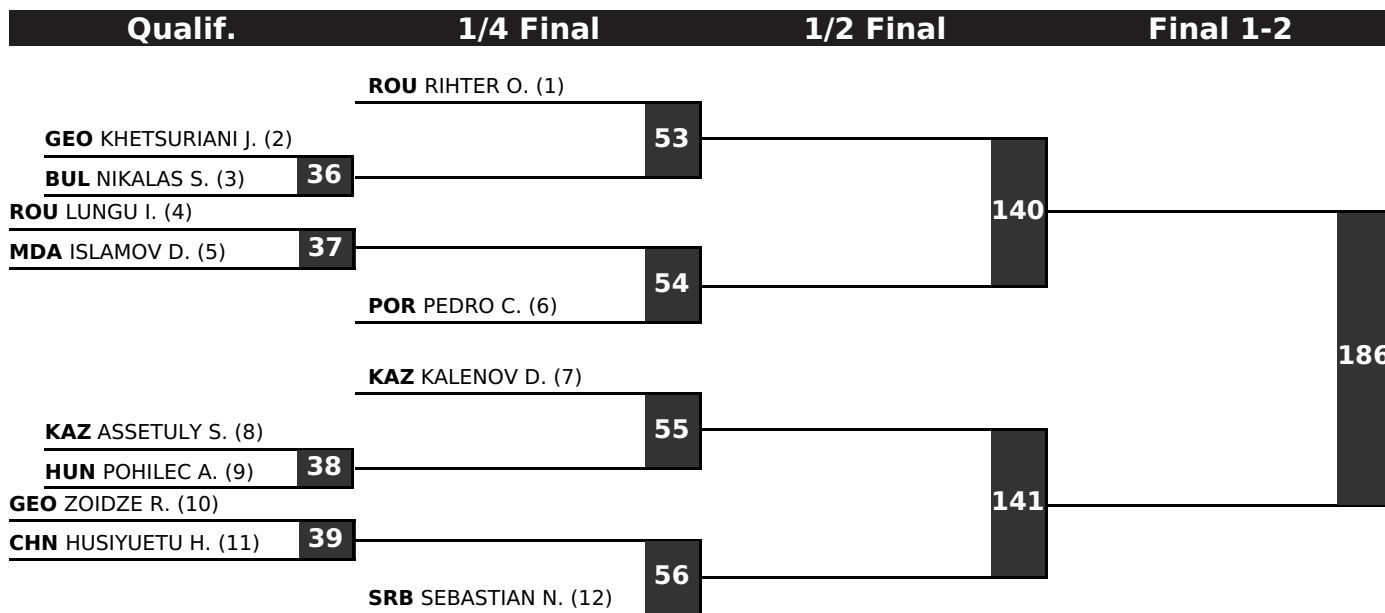 Qualif. 1/4 Final 1/2 Final Final 1-2
ROU RIHTER O. (1)
53
GEO KHETSURIANI J. (2)
36
BUL NIKALAS S. (3)
ROU LUNGU I. (4)
140
37
MDA ISLAMOV D. (5)
54
POR PEDRO C. (6)
186
KAZ KALENOV D. (7)
55
KAZ ASSETULY S. (8)
38
HUN POHILEC A. (9)
GEO ZOIDZE R. (10)
141
39
CHN HUSIYUETU H. (11)
56
SRB SEBASTIAN N. (12)